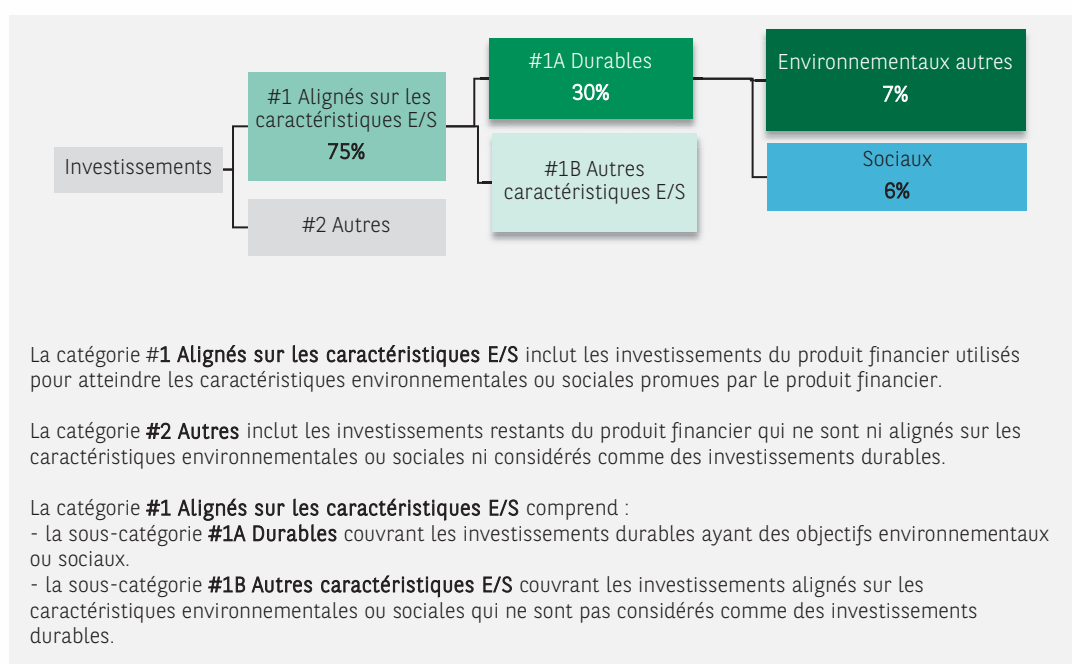 Investissements
#1 Alignés sur les
caractéristiques E/S
75%
#2 Autres
#1A Durables
30%
#1B Autres
caractéristiques E/S
Environnementaux autres
7%
Sociaux
6%
La catégorie #1 Alignés sur les caractéristiques E/S inclut les investissements du produit financier utilisés
pour atteindre les caractéristiques environnementales ou sociales promues par le produit financier.
La catégorie #2 Autres inclut les investissements restants du produit financier qui ne sont ni alignés sur les
caractéristiques environnementales ou sociales ni considérés comme des investissements durables.
La catégorie #1 Alignés sur les caractéristiques E/S comprend :
- la sous-catégorie #1A Durables couvrant les investissements durables ayant des objectifs environnementaux
ou sociaux.
- la sous-catégorie #1B Autres caractéristiques E/S couvrant les investissements alignés sur les
caractéristiques environnementales ou sociales qui ne sont pas considérés comme des investissements
durables.